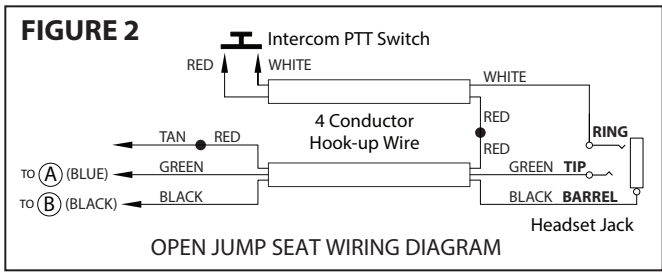 FIGURE 2
Intercom PTT Switch
RED
WHITE
WHITE
4 Conductor
Hook-up Wire
RED
RED
RING
TAN
RED
TO A (BLUE)
GREEN
GREEN
TIP
TO B (BLACK)
BLACK
BLACK
BARREL
Headset Jack
OPEN JUMP SEAT WIRING DIAGRAM